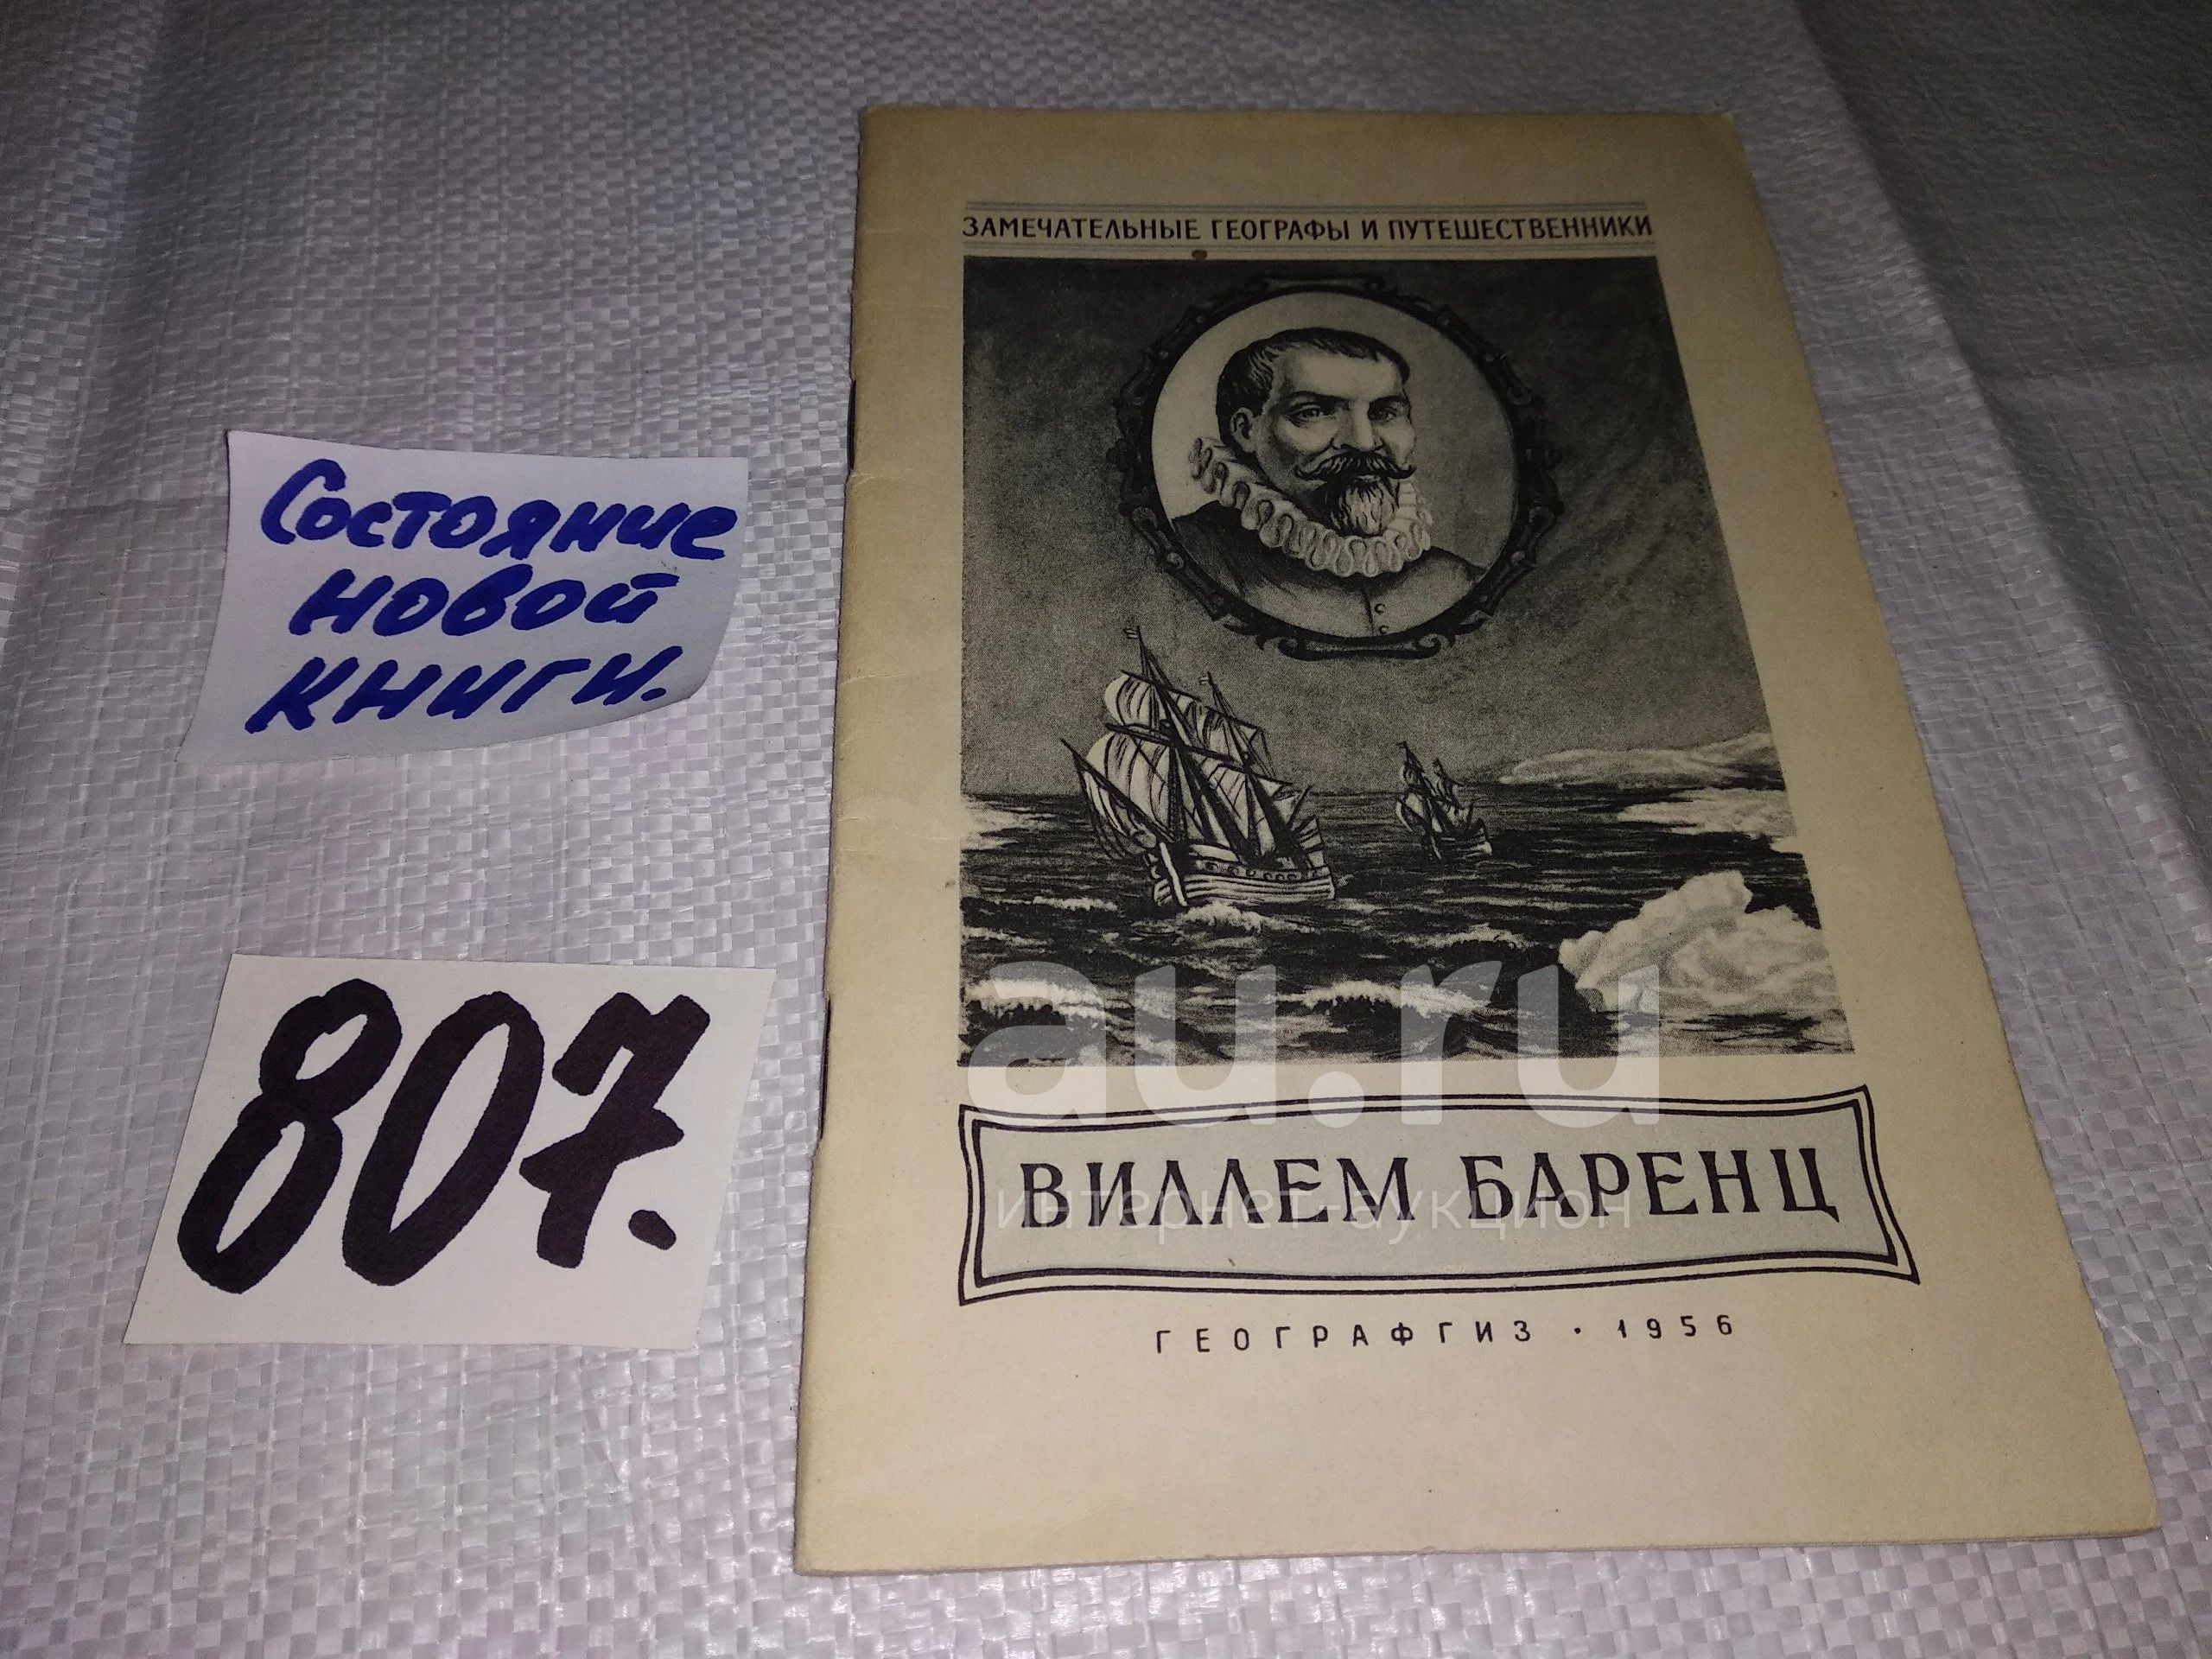 Состояние
новой
книги.
807.
ЗАМЕЧАТЕЛЬНЫЕ ГЕОГРАФЫ И ПУТЕШЕСТВЕННИКИ
au.ru
ВИЛЛЕМ БАРЕНЦ
интернет-аукцион
ГЕОГРАФГИЗ · 1956